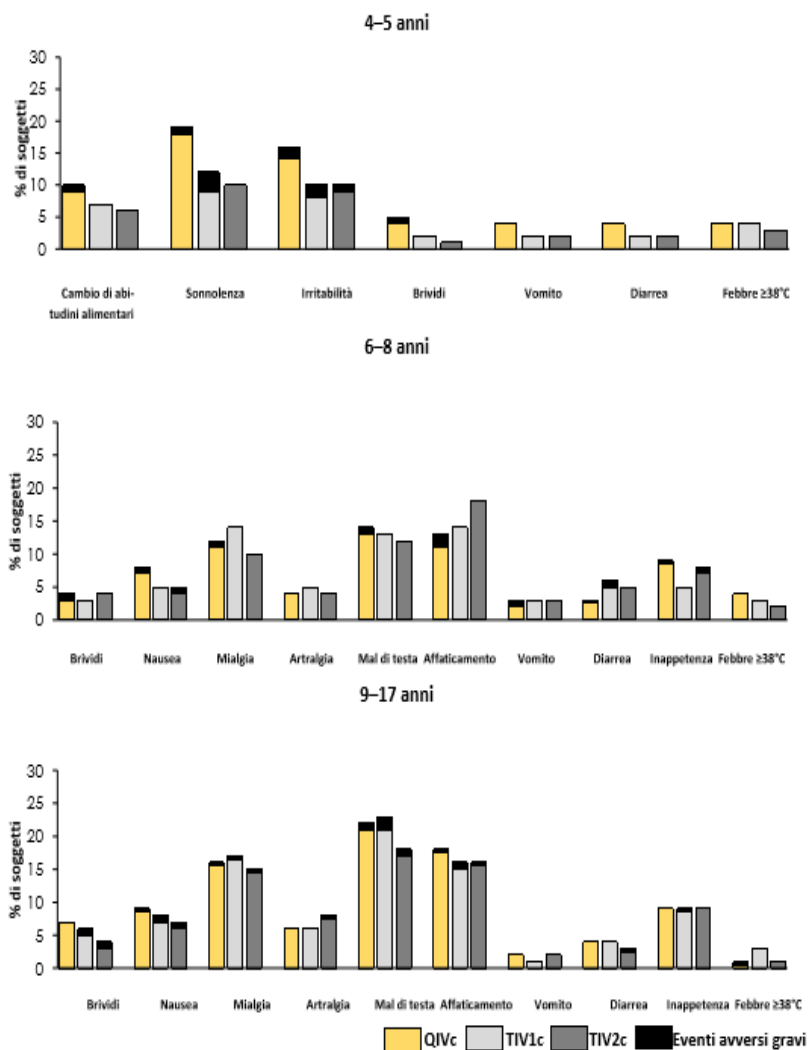 4–5 anni
% di soggetti
30
25
20
15
10
5
0
Cambio di abi-
tudini alimentari
Sonnolenza
Irritabilità
Brividi
Vomito
Diarrea
Febbre ≥38°C
6–8 anni
% di soggetti
30
25
20
15
10
5
0
Brividi
Nausea
Mialgia
Artralgia
Mal di testa
Affaticamento
Vomito
Diarrea
Inappetenza
Febbre ≥38°C
9–17 anni
% di soggetti
30
25
20
15
10
5
0
Brividi
Nausea
Mialgia
Artralgia
Mal di testa
Affaticamento
Vomito
Diarrea
Inappetenza
Febbre ≥38°C
QIVc
TIV1c
TIV2c
Eventi avversi gravi